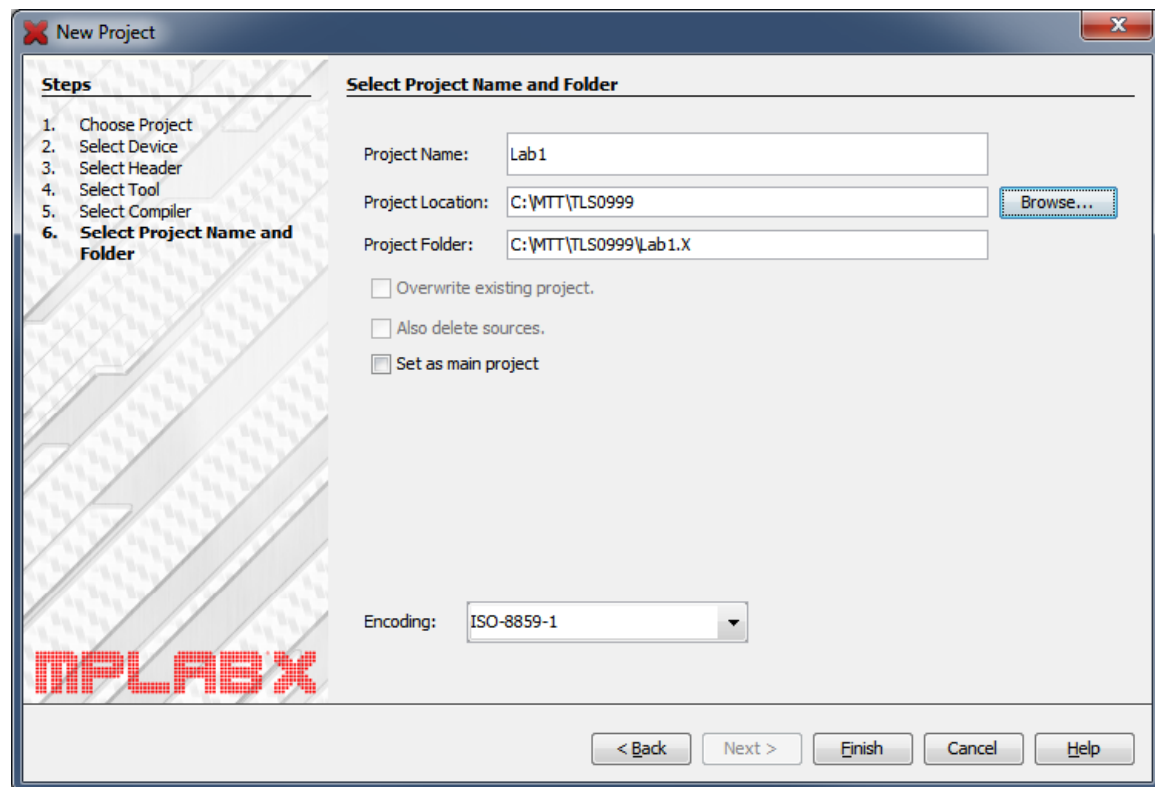 New Project
Steps
1. Choose Project
2. Select Device
3. Select Header
4. Select Tool
5. Select Compiler
6. Select Project Name and
Folder
MPLAB X
Select Project Name and Folder
Project Name: Lab1
Project Location: C:\MTT\TLS0999 Browse...
Project Folder: C:\MTT\TLS0999\Lab1.X
Overwrite existing project.
Also delete sources.
Set as main project
Encoding: ISO-8859-1
< Back Next > Finish Cancel Help